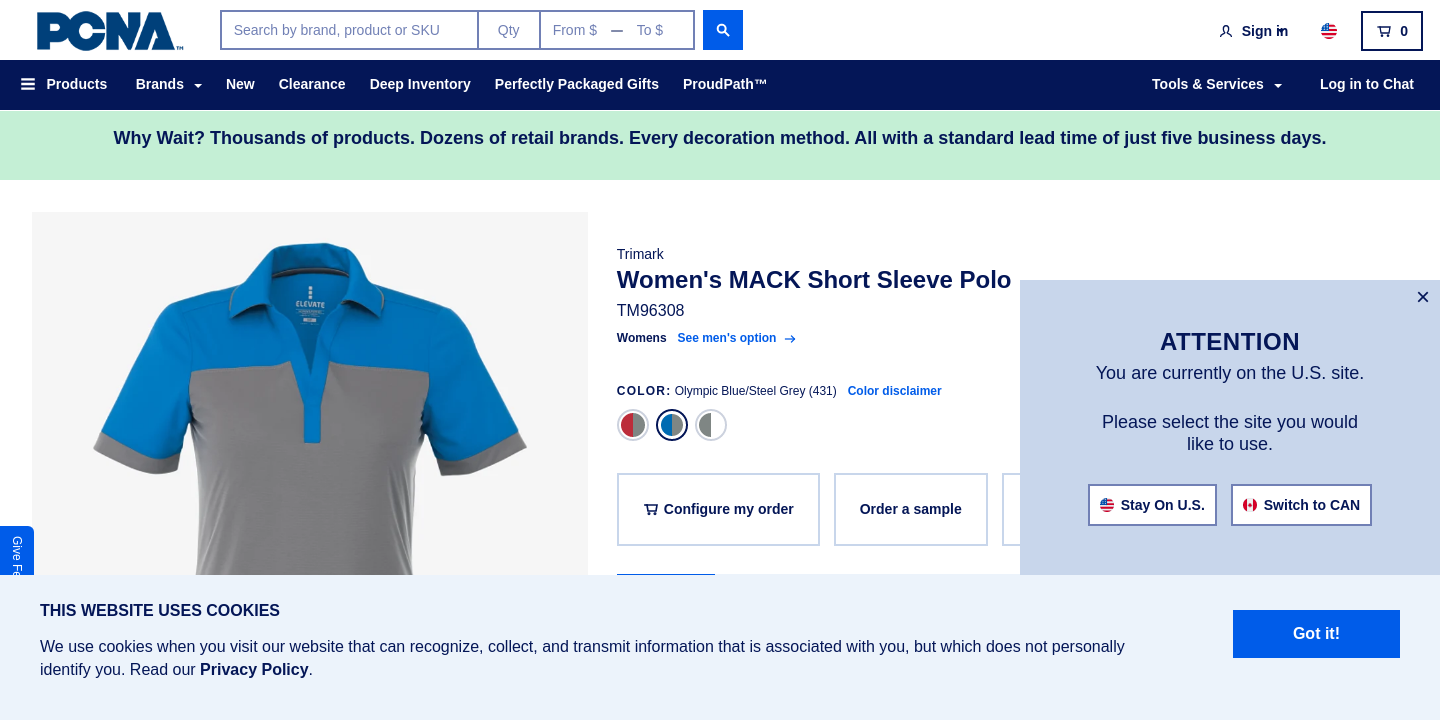 PCNA™
Search by brand, product or SKU
Qty
From $ — To $
Sign in
0
Products
Brands
New
Clearance
Deep Inventory
Perfectly Packaged Gifts
ProudPath™
Tools & Services
Log in to Chat
Why Wait? Thousands of products. Dozens of retail brands. Every decoration method. All with a standard lead time of just five business days.
ELEVATE
Trimark
Women's MACK Short Sleeve Polo
TM96308
Womens See men's option
COLOR: Olympic Blue/Steel Grey (431) Color disclaimer
Configure my order
Order a sample
ATTENTION
You are currently on the U.S. site.
Please select the site you would
like to use.
Stay On U.S.
Switch to CAN
Give Fe
THIS WEBSITE USES COOKIES
We use cookies when you visit our website that can recognize, collect, and transmit information that is associated with you, but which does not personally
identify you. Read our Privacy Policy.
Got it!